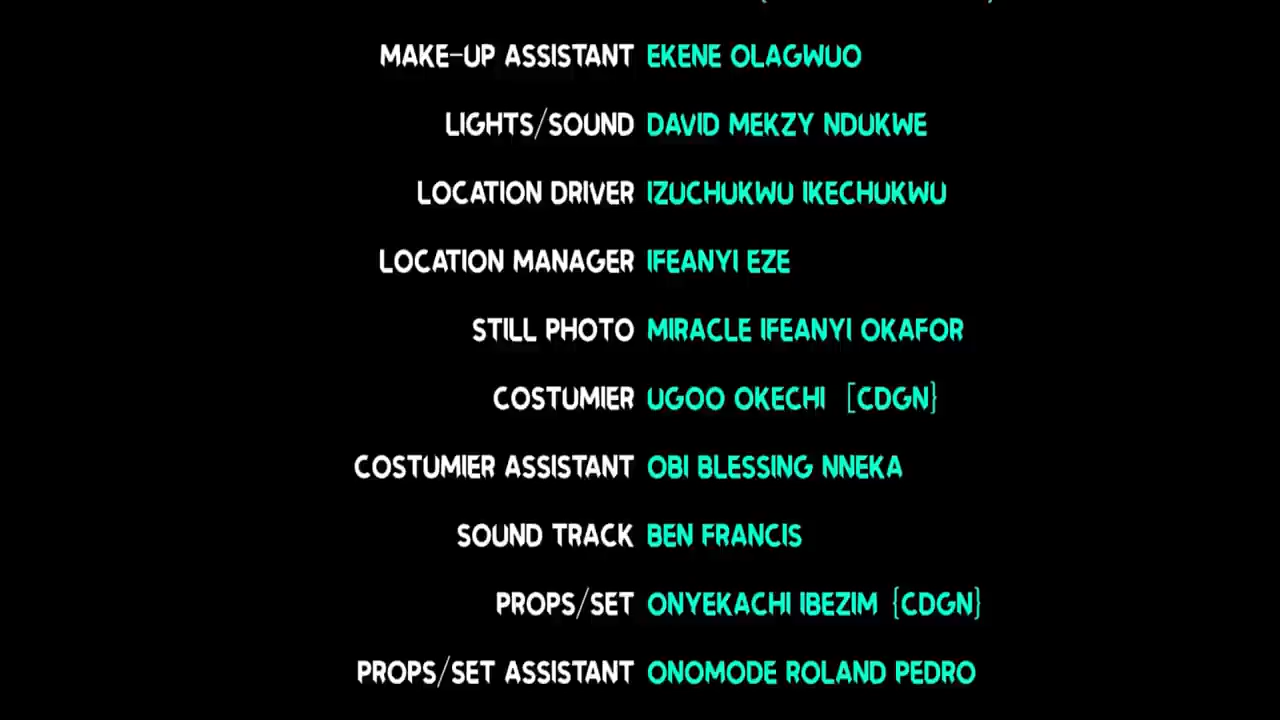 MAKE-UP ASSISTANT EKENE OLAGWUO
LIGHTS/SOUND DAVID MEKZY NDUKWE
LOCATION DRIVER IZUCHUKWU IKECHUKWU
LOCATION MANAGER IFEANYI EZE
STILL PHOTO MIRACLE IFEANYI OKAFOR
COSTUMIER UGOO OKECHI [CDGN}
COSTUMIER ASSISTANT OBI BLESSING NNEKA
SOUND TRACK BEN FRANCIS
PROPS/SET ONYEKACHI IBEZIM {CDGN}
PROPS/SET ASSISTANT ONOMODE ROLAND PEDRO